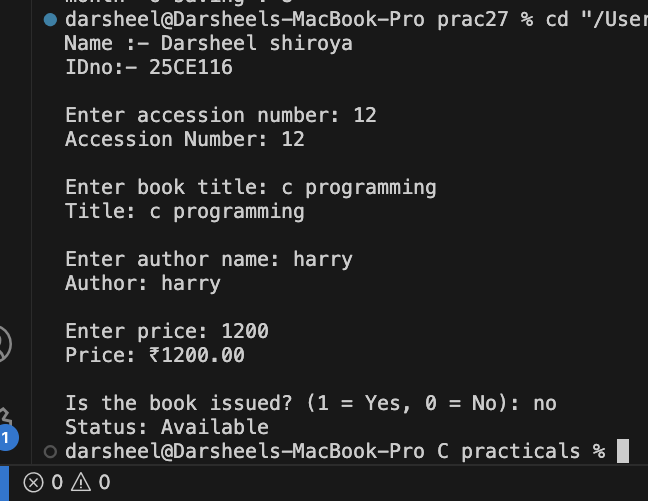 darsheel@Darsheels-MacBook-Pro prac27 % cd "/User
Name :- Darsheel shiroya
IDno:- 25CE116
Enter accession number: 12
Accession Number: 12
Enter book title: c programming
Title: c programming
Enter author name: harry
Author: harry
Enter price: 1200
Price: ₹1200.00
Is the book issued? (1 = Yes, 0 = No): no
Status: Available
darsheel@Darsheels-MacBook-Pro C practicals %
1
0 0